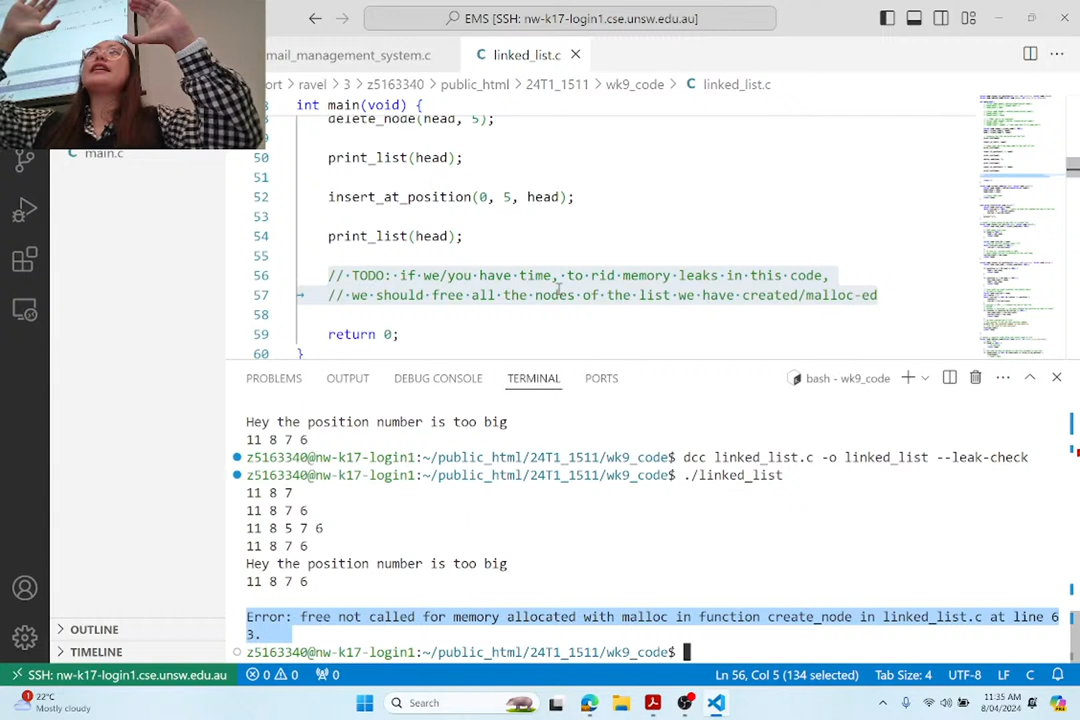 EMS [SSH: nw-k17-login1.cse.unsw.edu.au]
mail_management_system.c
C linked_list.c
ort > ravel > 3 > z5163340 > public_html > 24T1_1511 > wk9_code > C linked_list.c
C main.c
int main(void) {
delete_node(head, 5);
50 print_list(head);
51
52 insert_at_position(0, 5, head);
53
54 print_list(head);
55
56 // TODO: if we/you have time, to rid memory leaks in this code,
57 // we should free all the nodes of the list we have created/malloc-ed
58
59 return 0;
60 }
PROBLEMS OUTPUT DEBUG CONSOLE TERMINAL PORTS
bash - wk9_code
Hey the position number is too big
11 8 7 6
z5163340@nw-k17-login1:~/public_html/24T1_1511/wk9_code$ dcc linked_list.c -o linked_list --leak-check
z5163340@nw-k17-login1:~/public_html/24T1_1511/wk9_code$ ./linked_list
11 8 7
11 8 7 6
11 8 5 7 6
11 8 7 6
Hey the position number is too big
11 8 7 6
Error: free not called for memory allocated with malloc in function create_node in linked_list.c at line 6
3.
z5163340@nw-k17-login1:~/public_html/24T1_1511/wk9_code$
OUTLINE
TIMELINE
SSH: nw-k17-login1.cse.unsw.edu.au 0 0 0
Ln 56, Col 5 (134 selected) Tab Size: 4 UTF-8 LF C
22°C
Mostly cloudy
Search
11:35 AM
8/04/2024